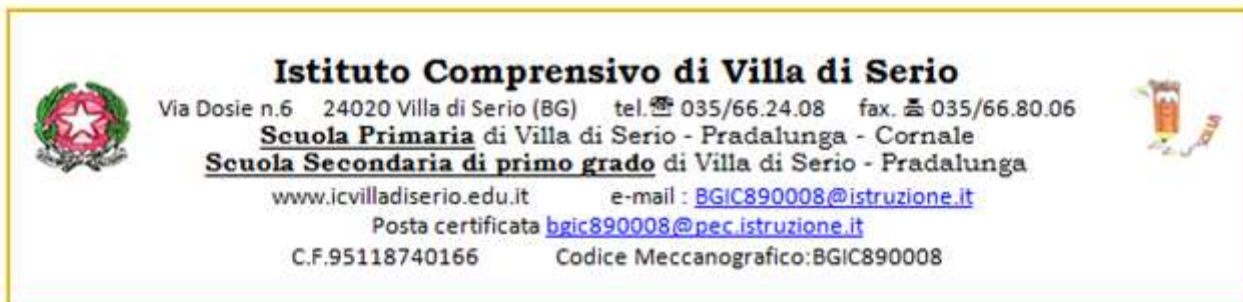 Istituto Comprensivo di Villa di Serio
Via Dosie n.6 24020 Villa di Serio (BG) tel.☎ 035/66.24.08 fax. 035/66.80.06
Scuola Primaria di Villa di Serio - Pradalunga - Cornale
Scuola Secondaria di primo grado di Villa di Serio - Pradalunga
www.icvilladiserio.edu.it e-mail : BGIC890008@istruzione.it
Posta certificata bgic890008@pec.istruzione.it
C.F.95118740166 Codice Meccanografico:BGIC890008